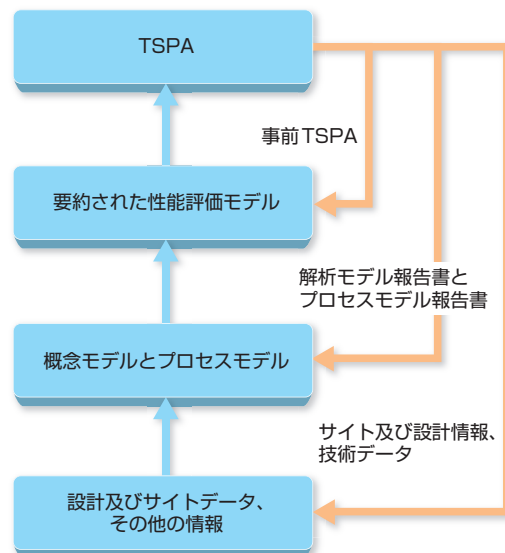 TSPA
事前TSPA
要約された性能評価モデル
解析モデル報告書と
プロセスモデル報告書
概念モデルとプロセスモデル
サイト及び設計情報、
技術データ
設計及びサイトデータ、
その他の情報